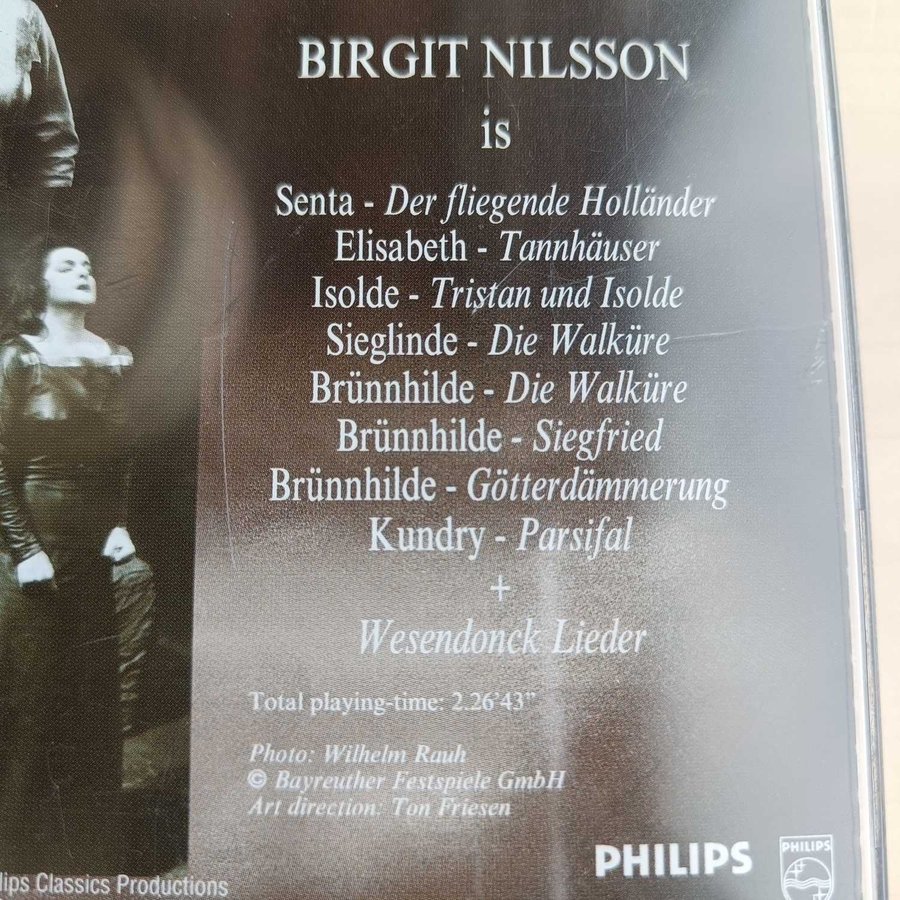 BIRGIT NILSSON
is
Senta - Der fliegende Holländer
Elisabeth - Tannhäuser
Isolde - Tristan und Isolde
Sieglinde - Die Walküre
Brünnhilde - Die Walküre
Brünnhilde - Siegfried
Brünnhilde - Götterdämmerung
Kundry - Parsifal
+
Wesendonck Lieder
Total playing-time: 2.26'43"
Photo: Wilhelm Rauh
© Bayreuther Festspiele GmbH
Art direction: Ton Friesen
PHILIPS
PHILIPS
Classics Productions